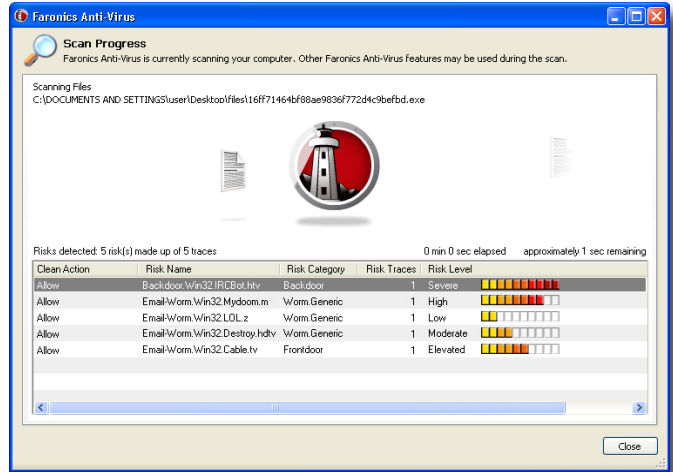 Faronics Anti-Virus
Scan Progress
Faronics Anti-Virus is currently scanning your computer. Other Faronics Anti-Virus features may be used during the scan.
Scanning Files
C:\DOCUMENTS AND SETTINGS\user\Desktop\files\16ff71464bf88ae9836f772d4c9befbd.exe
Risks detected: 5 risk(s) made up of 5 traces 0 min 0 sec elapsed approximately 1 sec remaining
Clean Action Risk Name Risk Category Risk Traces Risk Level
Allow Backdoor.Win32.IRCBot.htv Backdoor 1 Severe
Allow Email-Worm.Win32.Mydoom.m Worm.Generic 1 High
Allow Email-Worm.Win32.LOL.z Worm.Generic 1 Low
Allow Email-Worm.Win32.Destroy.hdtv Worm.Generic 1 Moderate
Allow Email-Worm.Win32.Cable.tv Frontdoor 1 Elevated
Close